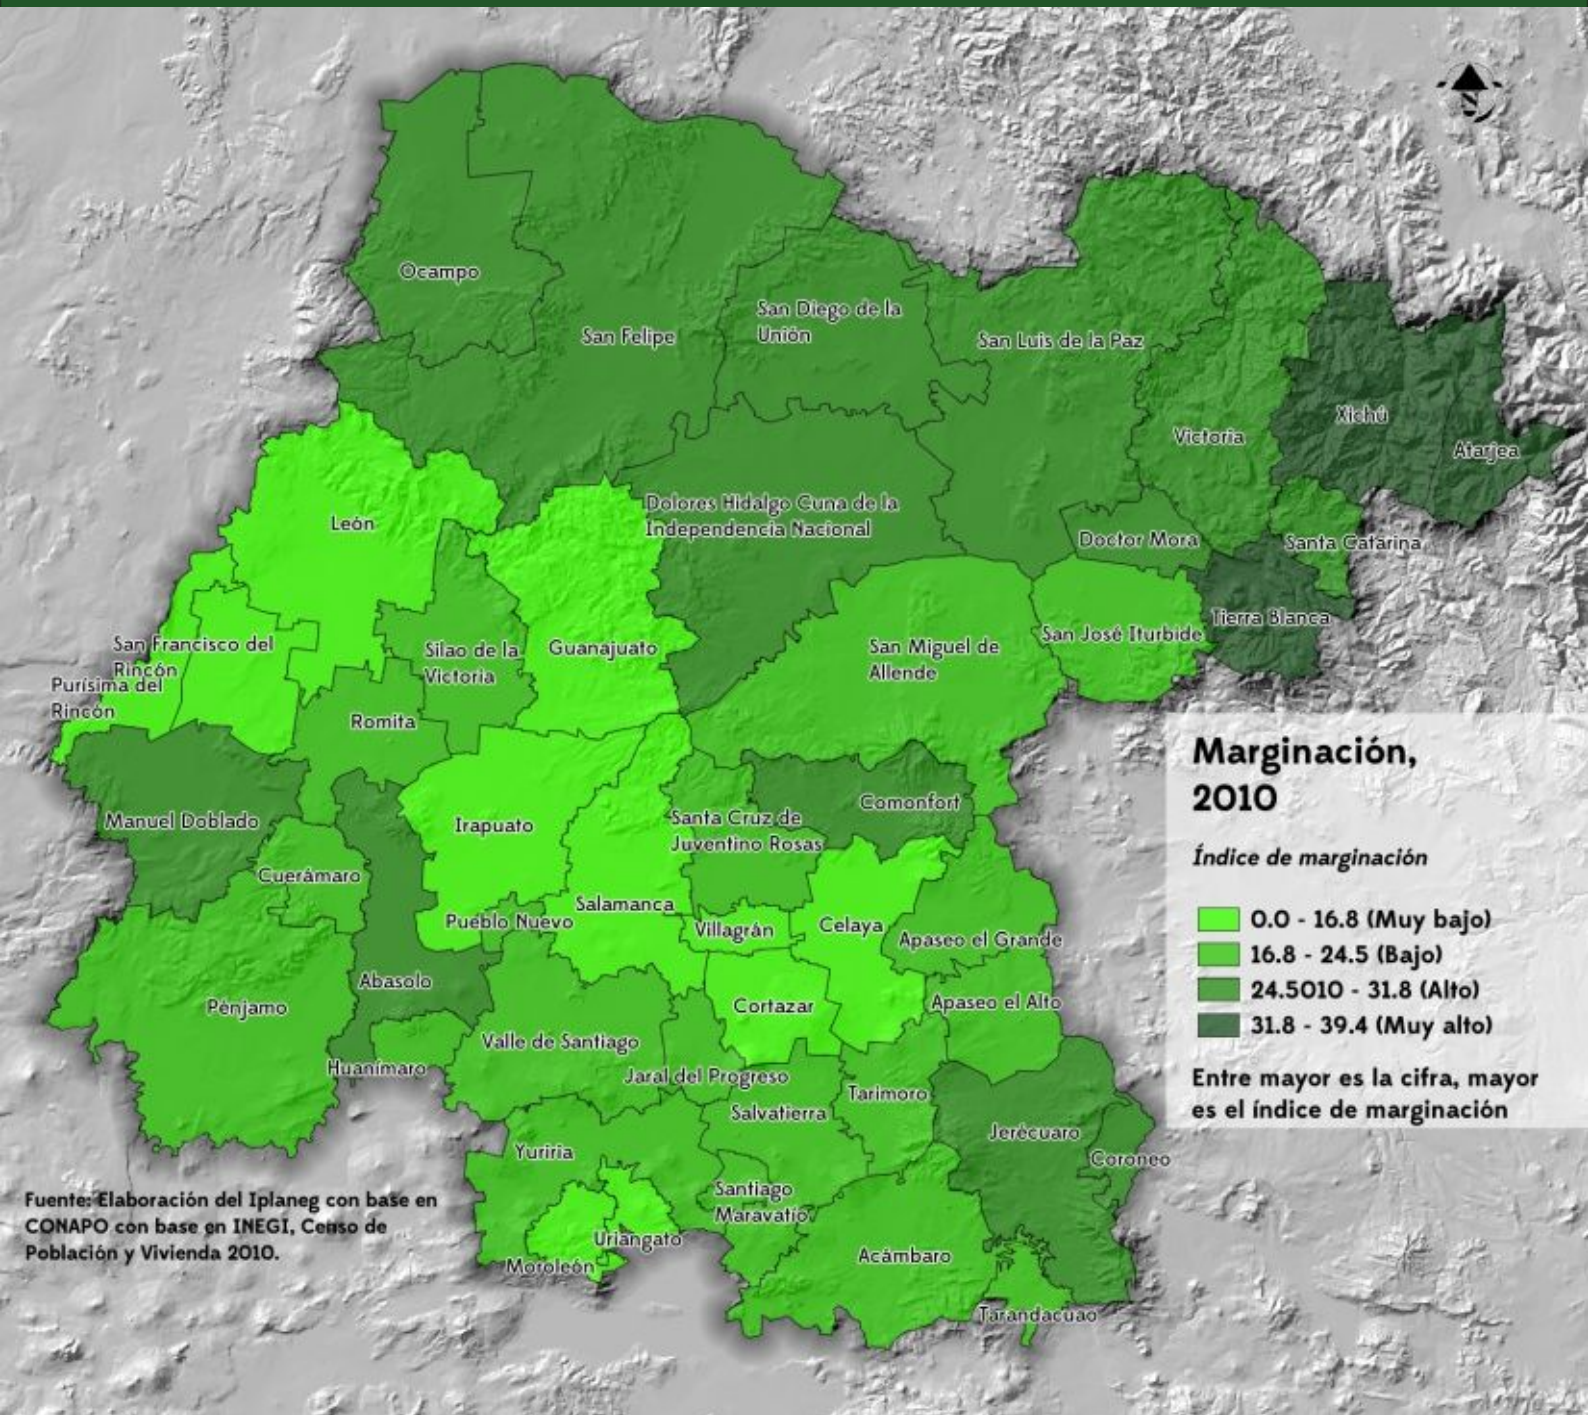 Ocampo
San Felipe
San Diego de la
Unión
San Luis de la Paz
Victoria
Xichú
Atarjea
León
Dolores Hidalgo Cuna de la
Independencia Nacional
Doctor Mora
Santa Catarina
Tierra Blanca
San José Iturbide
San Miguel de
Allende
Guanajuato
Silao de la
Victoria
San Francisco del
Rincón
Purísima del
Rincón
Romita
Manuel Doblado
Irapuato
Santa Cruz de
Juventino Rosas
Comonfort
Cuerámaro
Salamanca
Pueblo Nuevo
Villagrán
Celaya
Apaseo el Grande
Abasolo
Pénjamo
Cortazar
Apaseo el Alto
Valle de Santiago
Huanímaro
Jaral del Progreso
Salvatierra
Tarimoro
Jerécuaro
Coroneo
Yuriria
Santiago
Maravatío
Uriangato
Moroleón
Acámbaro
Tarandacuao
Marginación,
2010
Índice de marginación
0.0 - 16.8 (Muy bajo)
16.8 - 24.5 (Bajo)
24.5010 - 31.8 (Alto)
31.8 - 39.4 (Muy alto)
Entre mayor es la cifra, mayor
es el índice de marginación
Fuente: Elaboración del Iplaneg con base en
CONAPO con base en INEGI, Censo de
Población y Vivienda 2010.